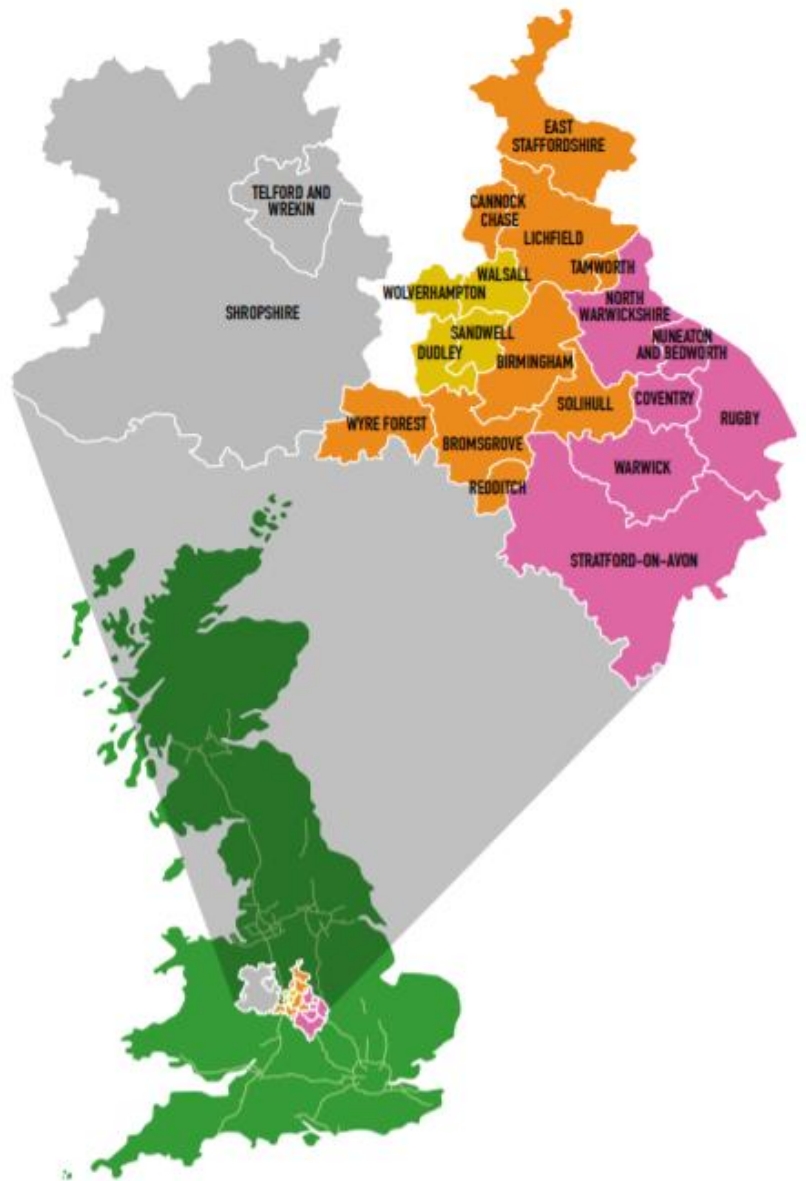 EAST
STAFFORDSHIRE
TELFORD AND
WREKIN
CANNOCK
CHASE
LICHFIELD
TAMWORTH
WALSALL
WOLVERHAMPTON
NORTH
WARWICKSHIRE
SHROPSHIRE
SANDWELL
NUNEATON
AND BEDWORTH
DUDLEY
BIRMINGHAM
COVENTRY
SOLIHULL
RUGBY
WYRE FOREST
BROMSGROVE
WARWICK
REDDITCH
STRATFORD-ON-AVON